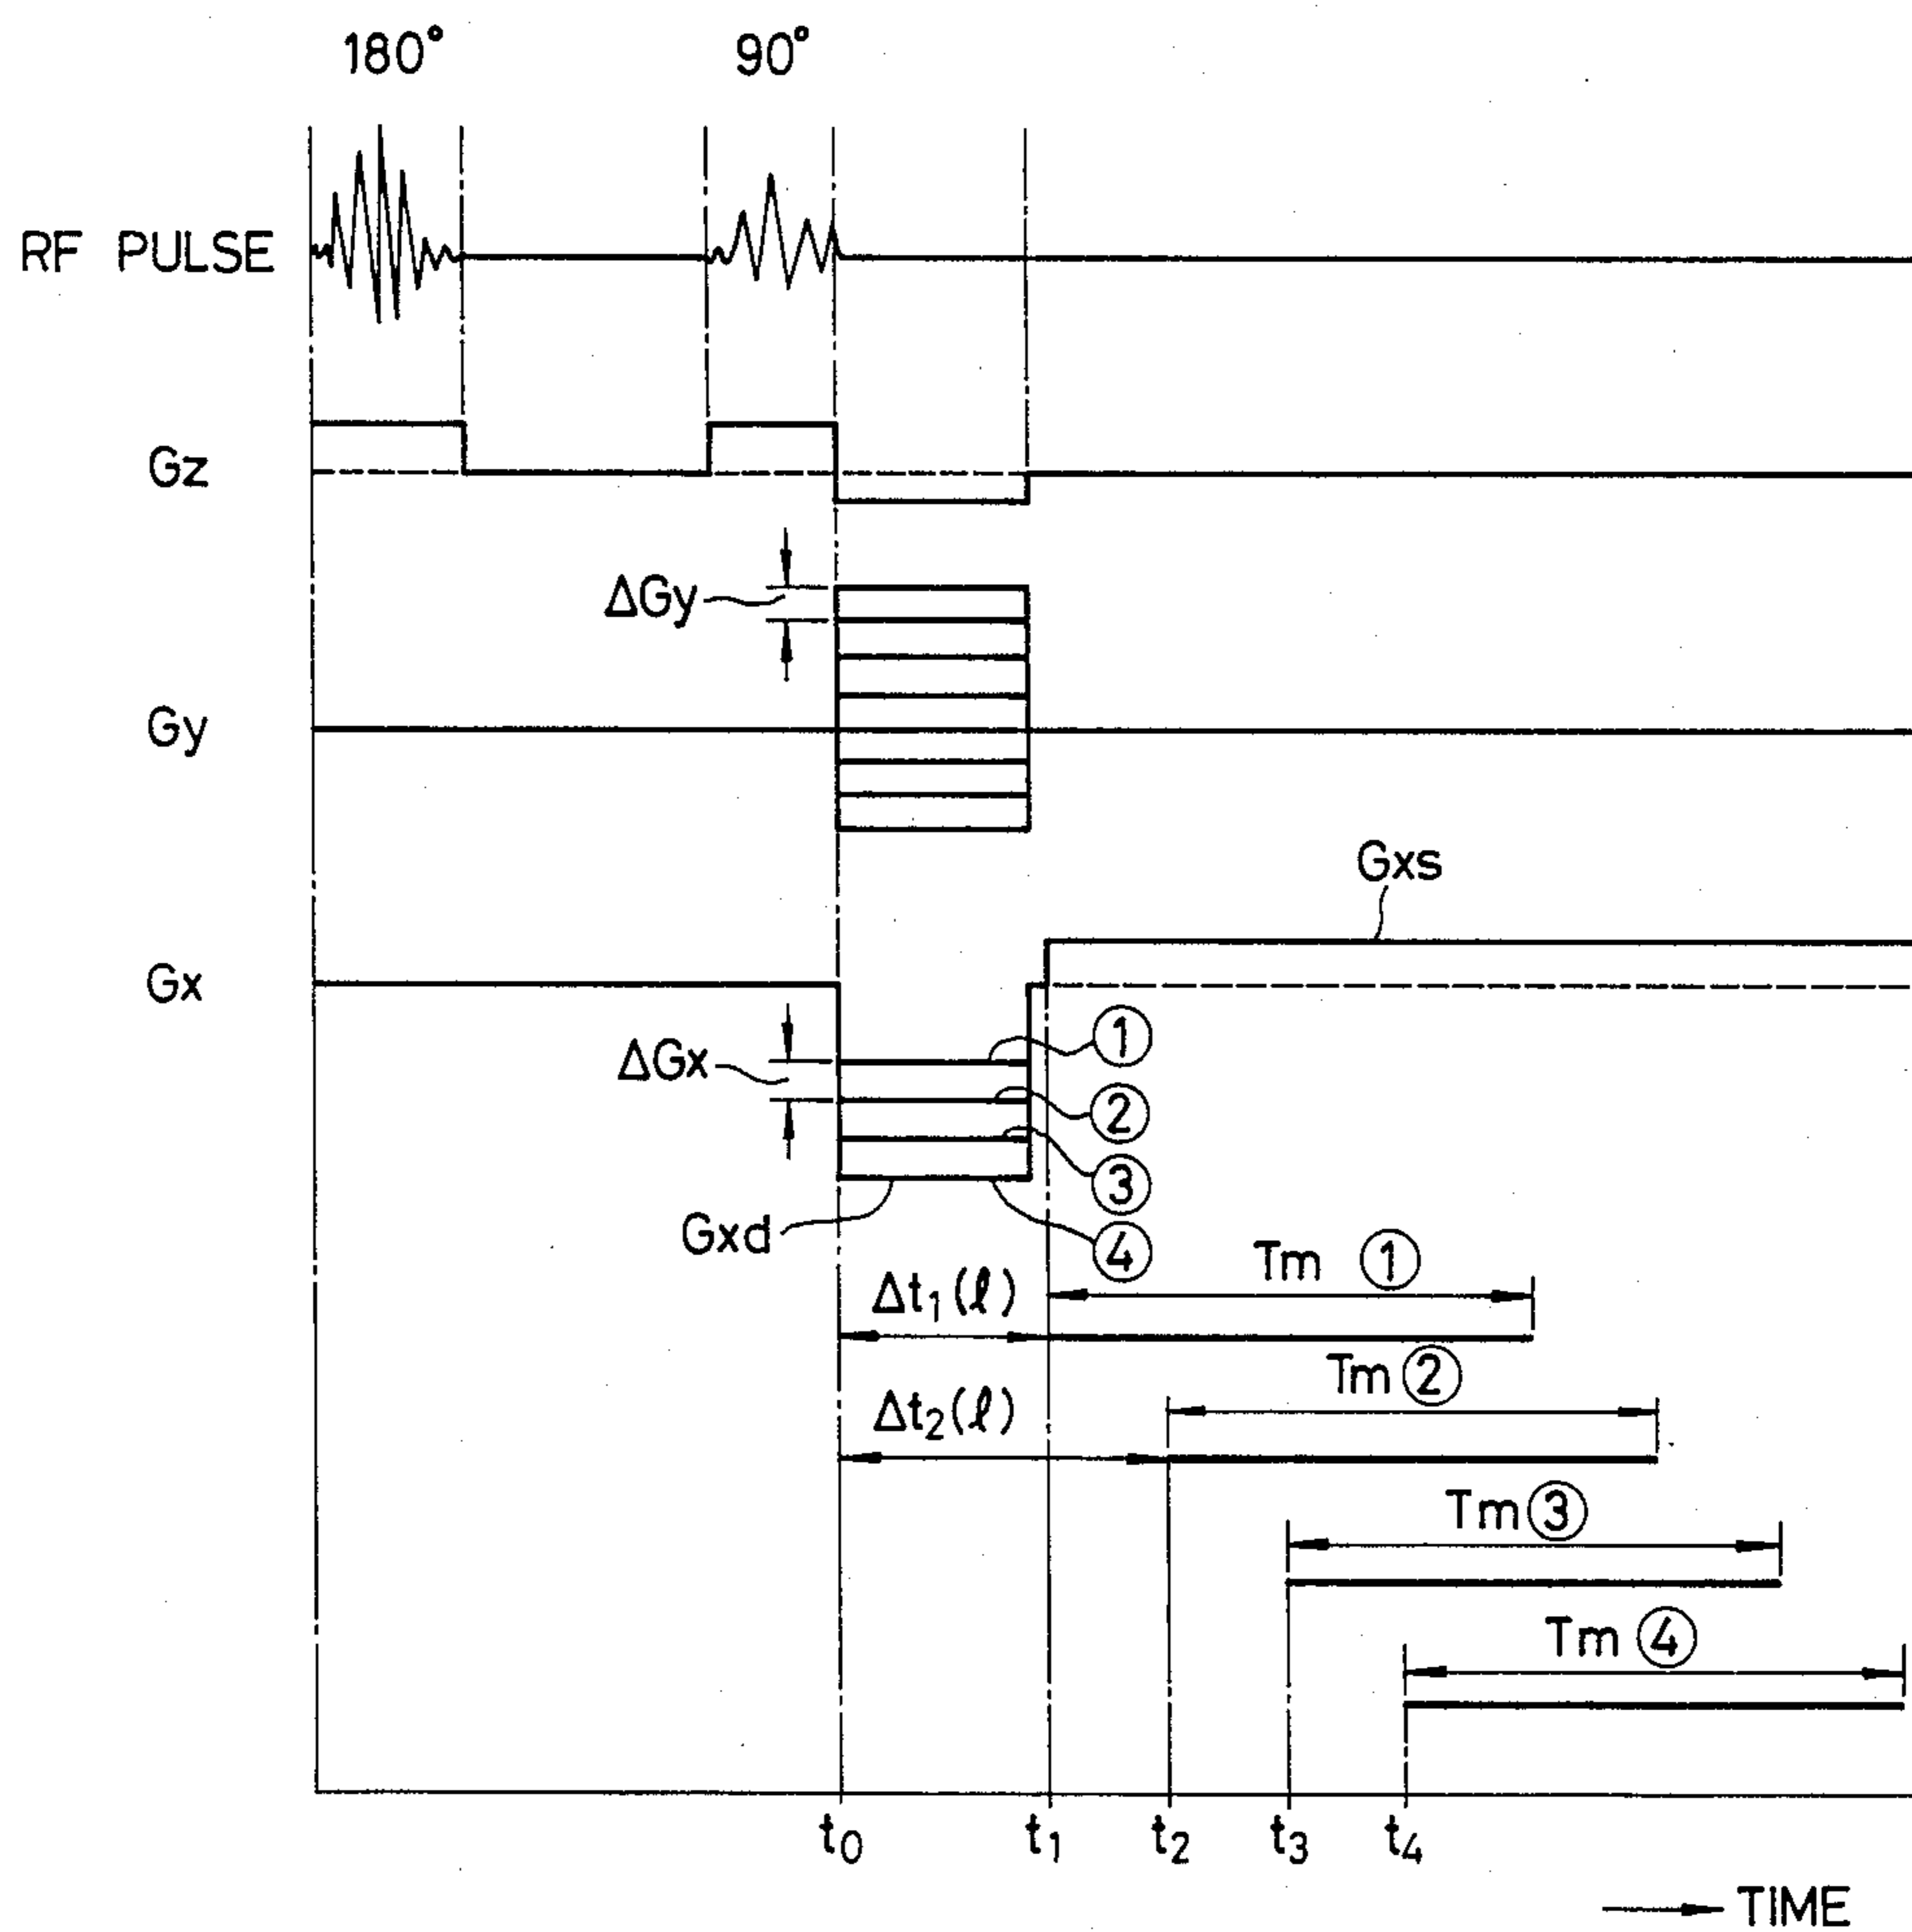 180° 90°
RF PULSE
Gz
ΔGy
Gy
Gxs
Gx
ΔGx
①
②
③
④
Gxd
Tm ①
Δt₁(ℓ)
Tm ②
Δt₂(ℓ)
Tm ③
Tm ④
t₀ t₁ t₂ t₃ t₄
TIME